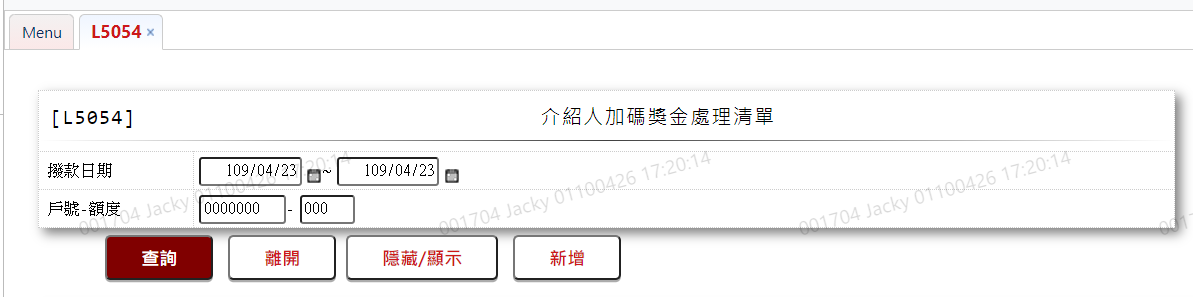 Menu L5054 ×
[L5054] 介紹人加碼獎金處理清單
撥款日期 109/04/23 ~ 109/04/23
戶號-額度 0000000 - 000
001704 Jacky 01100426 17:20:14
001704 Jacky 01100426 17:20:14
001704
查詢 離開 隱藏/顯示 新增